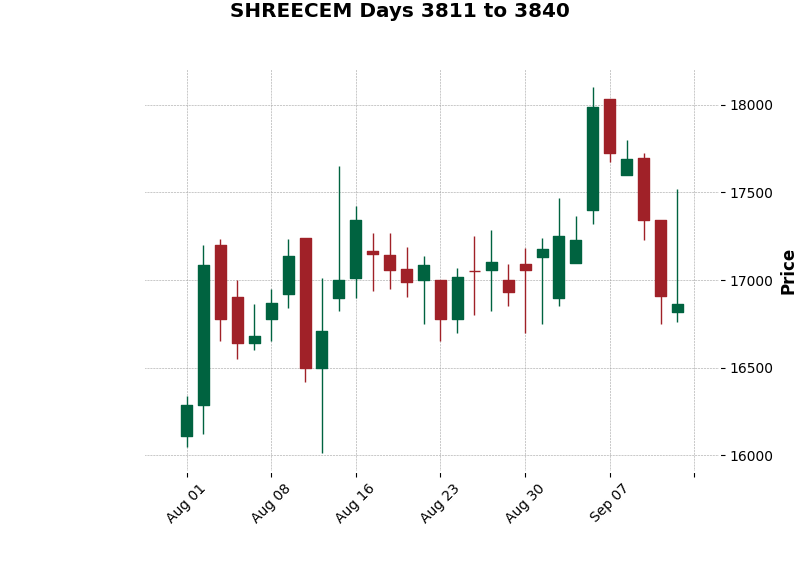 SHREECEM Days 3811 to 3840
18000
17500
17000
16500
16000
Price
Aug 01
Aug 08
Aug 16
Aug 23
Aug 30
Sep 07